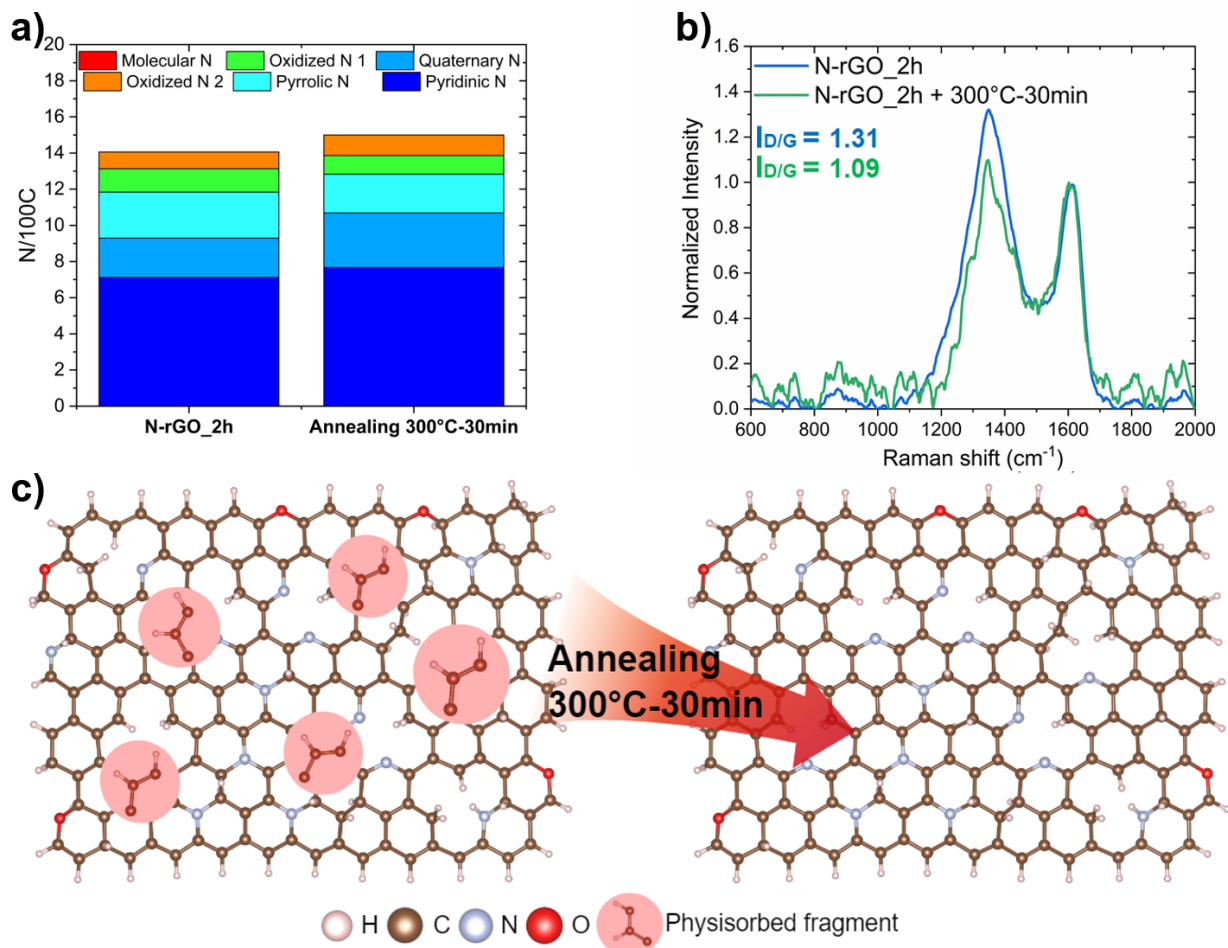 a)
20
18
16
14
12
10
8
6
4
2
0
N/100C
Molecular N
Oxidized N 1
Quaternary N
Oxidized N 2
Pyrrolic N
Pyridinic N
N-rGO_2h
Annealing 300°C-30min
b)
1.6
1.4
1.2
1.0
0.8
0.6
0.4
0.2
0.0
Normalized Intensity
N-rGO_2h
N-rGO_2h + 300°C-30min
I D/G = 1.31
I D/G = 1.09
600 800 1000 1200 1400 1600 1800 2000
Raman shift (cm-1)
c)
Annealing
300°C-30min
H C N O Physisorbed fragment